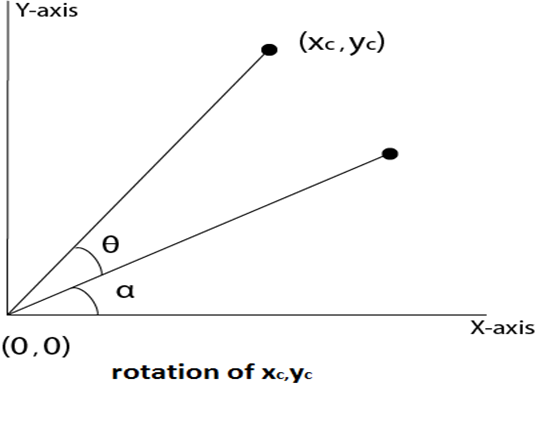 Y-axis
(xc,yc)
θ
α
X-axis
(0,0)
rotation of xc,yc